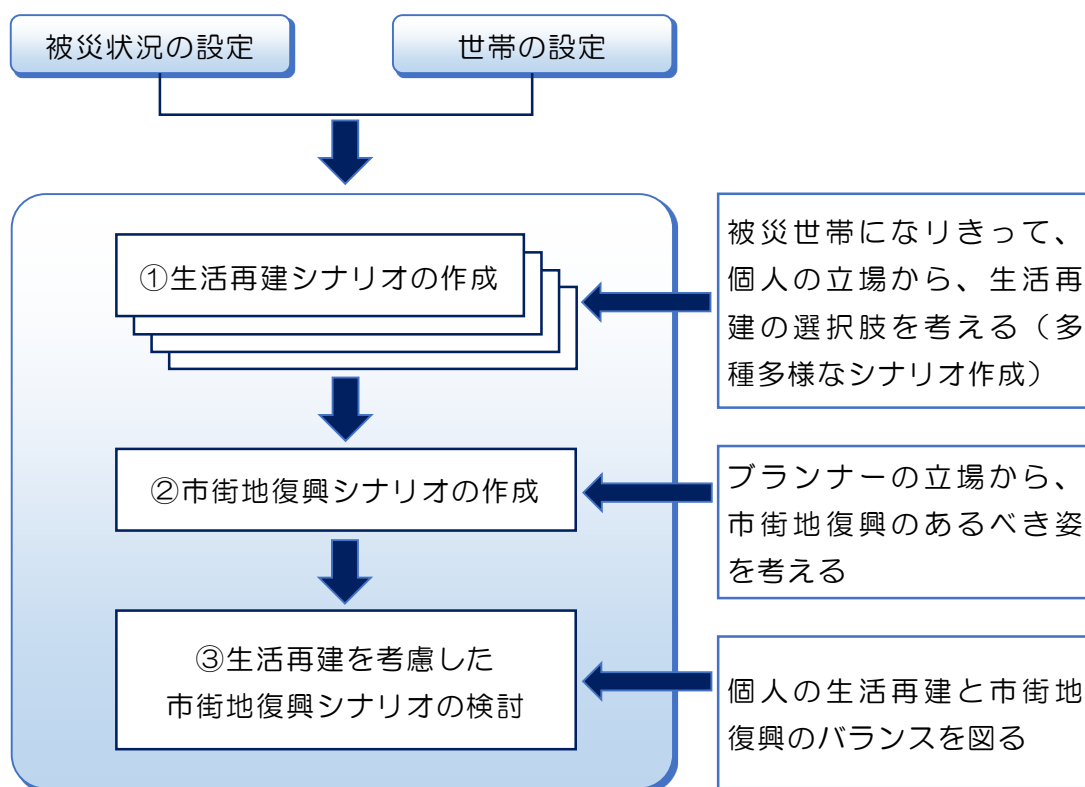 被災状況の設定
世帯の設定
①生活再建シナリオの作成
被災世帯になりきって、
個人の立場から、生活再
建の選択肢を考える（多
種多様なシナリオ作成）
②市街地復興シナリオの作成
プランナーの立場から、
市街地復興のあるべき姿
を考える
③生活再建を考慮した
市街地復興シナリオの検討
個人の生活再建と市街地
復興のバランスを図る